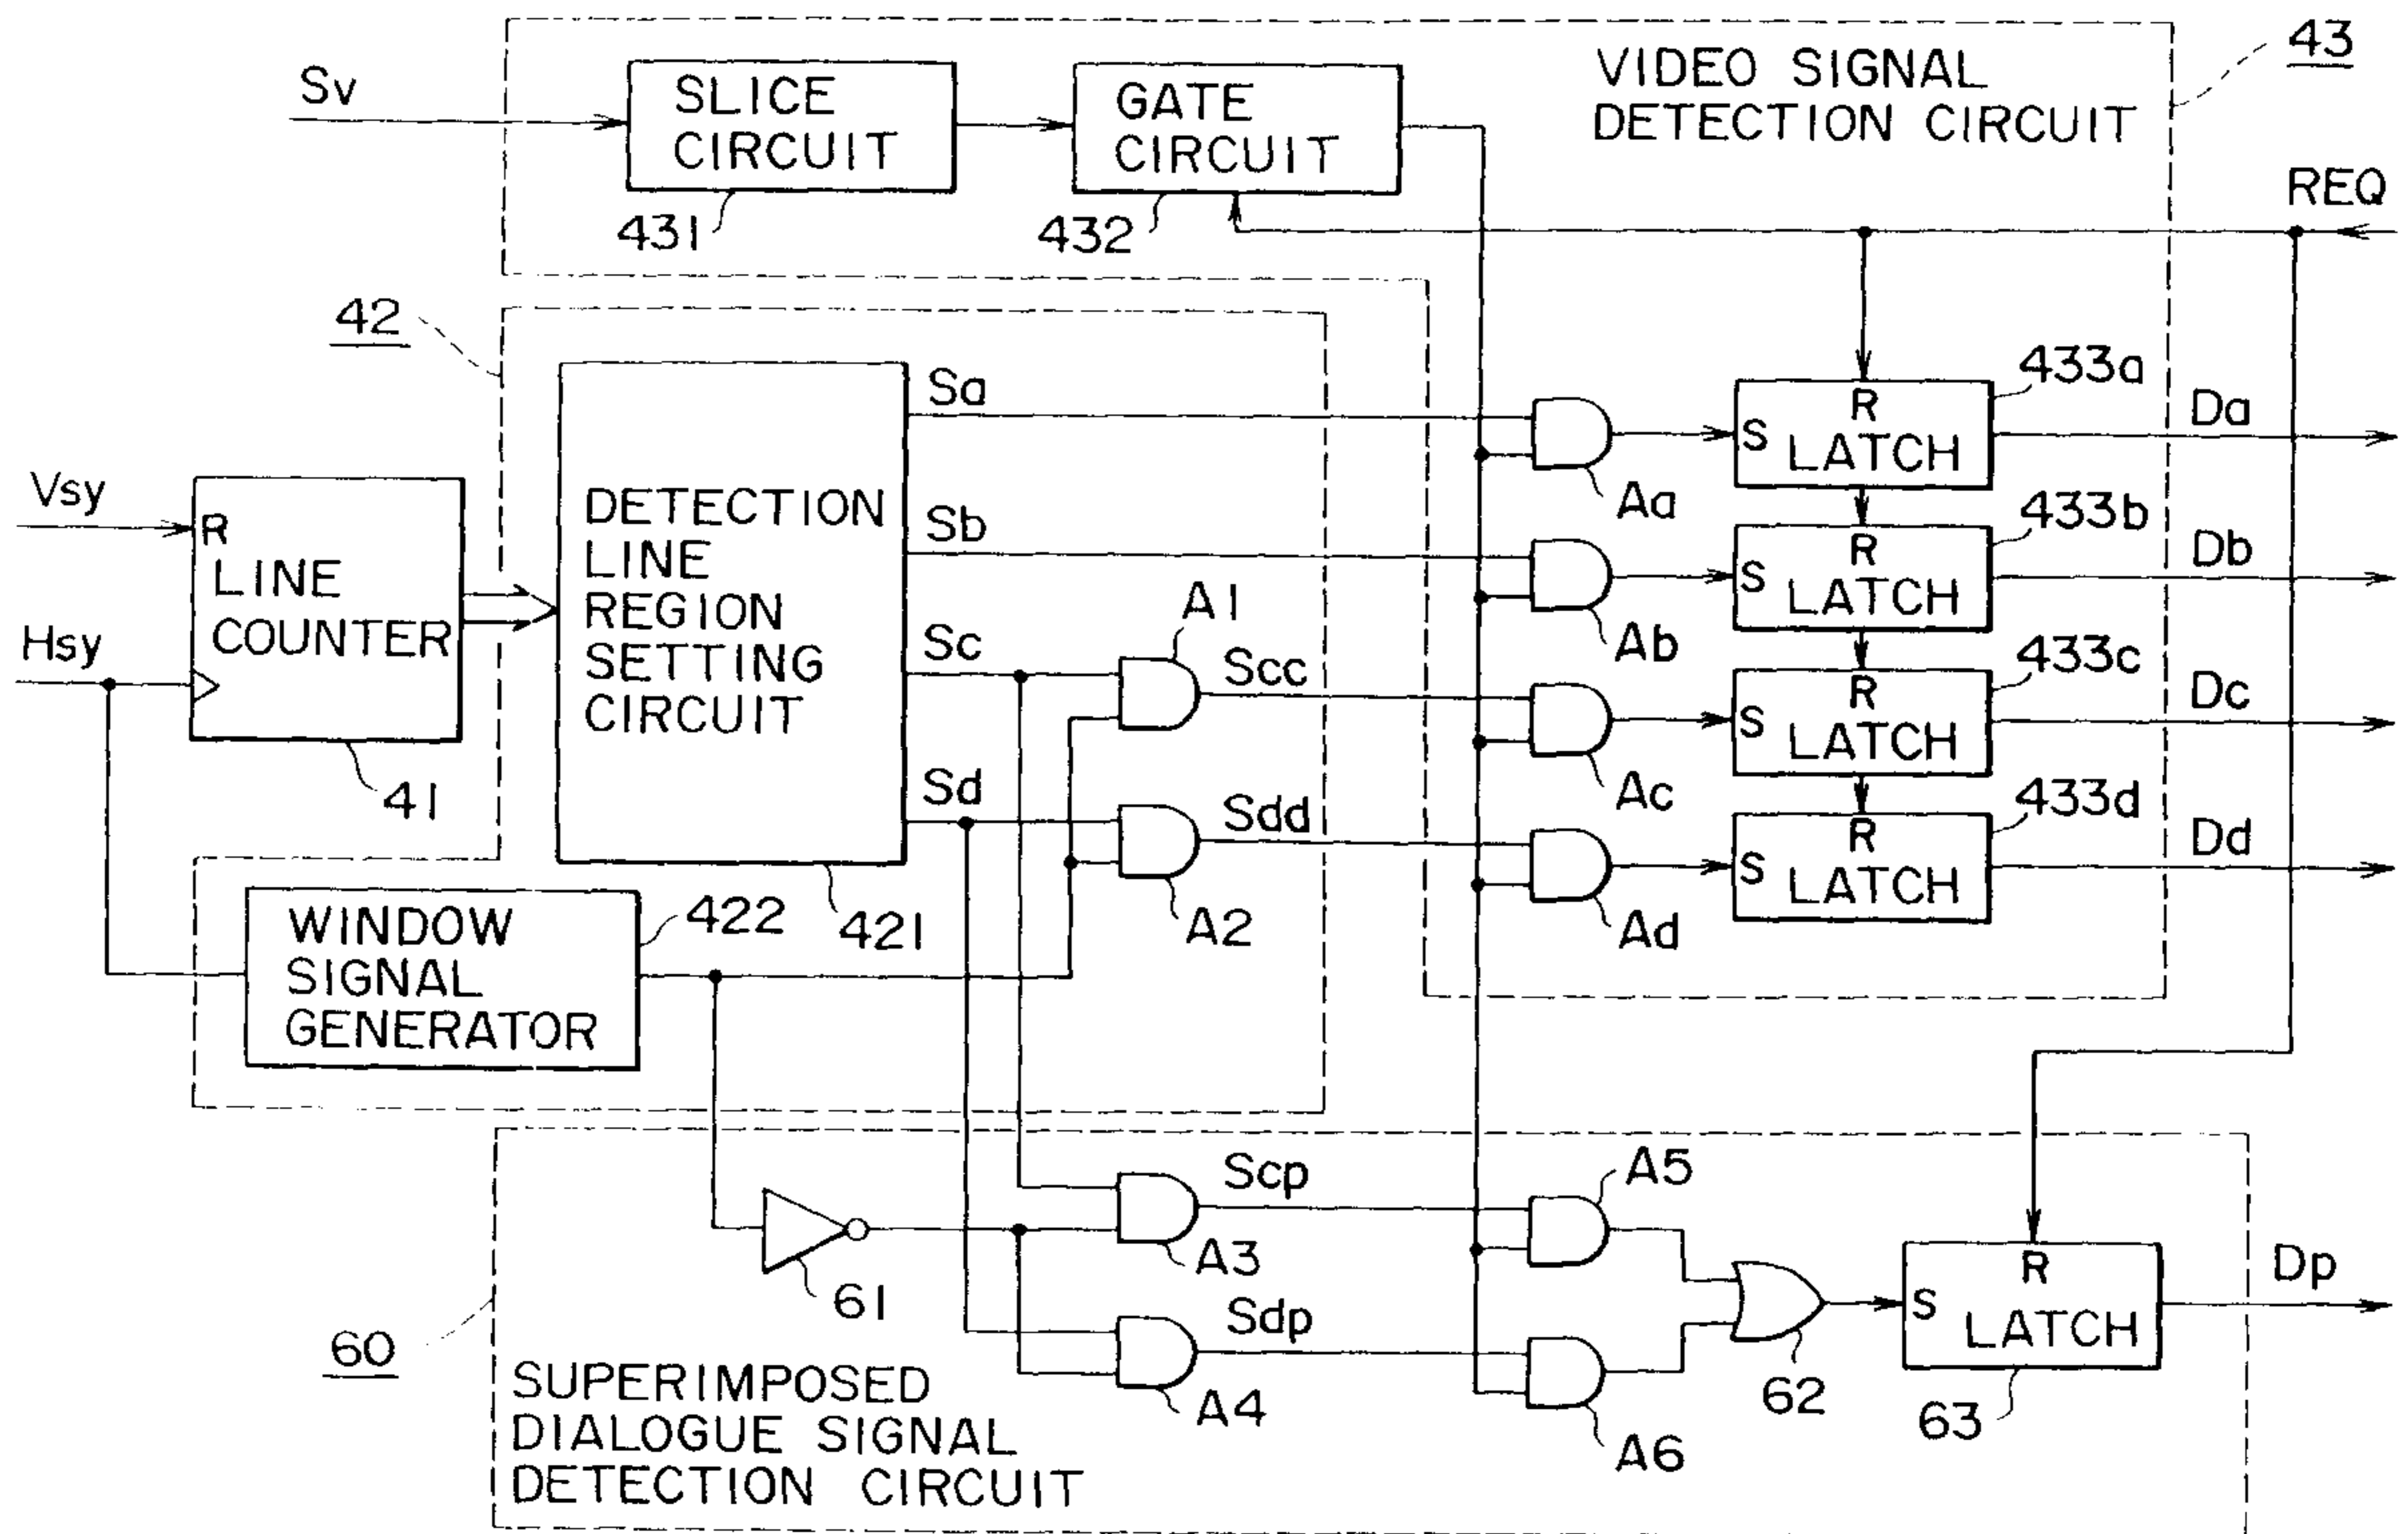 Sv
SLICE
CIRCUIT
431
GATE
CIRCUIT
432
VIDEO SIGNAL
DETECTION CIRCUIT
43
REQ
42
Vsy
R
LINE
COUNTER
Hsy
41
DETECTION
LINE
REGION
SETTING
CIRCUIT
421
Sa
Sb
Sc
Sd
A1
Scc
Sdd
A2
WINDOW
SIGNAL
GENERATOR
422
Aa
Ab
Ac
Ad
R
S LATCH
433a
Da
R
S LATCH
433b
Db
R
S LATCH
433c
Dc
R
S LATCH
433d
Dd
60
SUPERIMPOSED
DIALOGUE SIGNAL
DETECTION CIRCUIT
61
Scp
A3
Sdp
A4
A5
A6
62
R
S LATCH
63
Dp